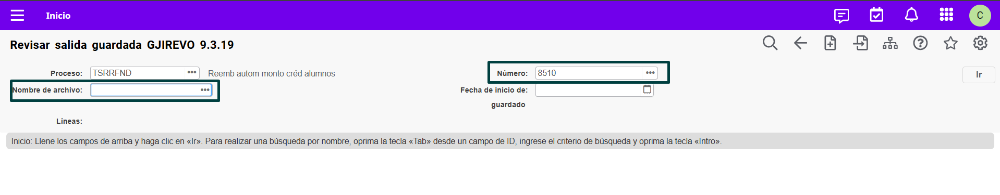 Inicio
C
Revisar salida guardada GJIREVO 9.3.19
Proceso: TSRRFND ••• Reemb autom monto créd alumnos
Número: 8510 •••
Ir
Nombre de archivo: •••
Fecha de inicio de:
guardado
Líneas:
Inicio: Llene los campos de arriba y haga clic en «Ir». Para realizar una búsqueda por nombre, oprima la tecla «Tab» desde un campo de ID, ingrese el criterio de búsqueda y oprima la tecla «Intro».